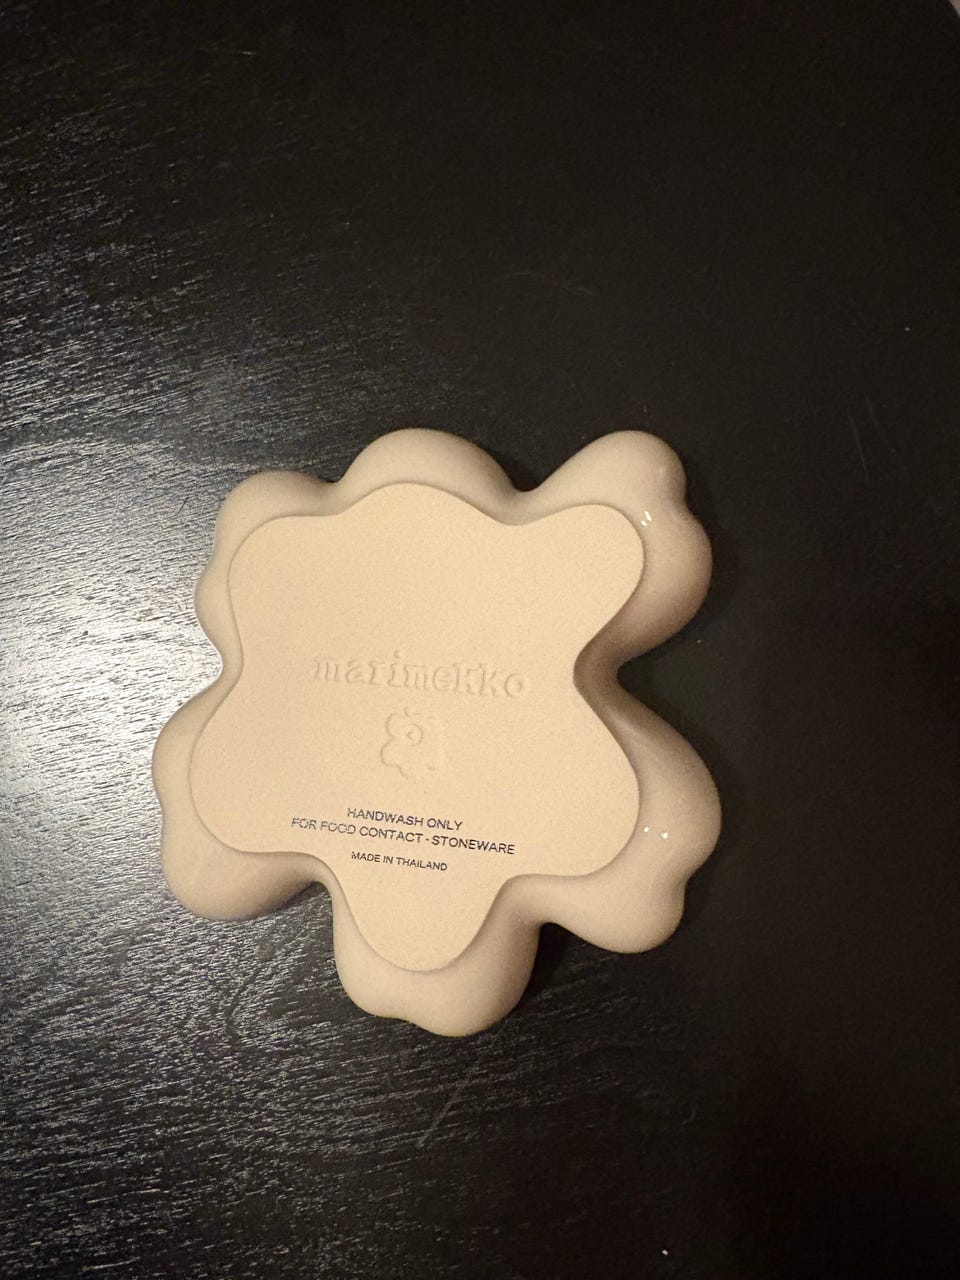 marimekko
HANDWASH ONLY
FOR FOOD CONTACT - STONEWARE
MADE IN THAILAND